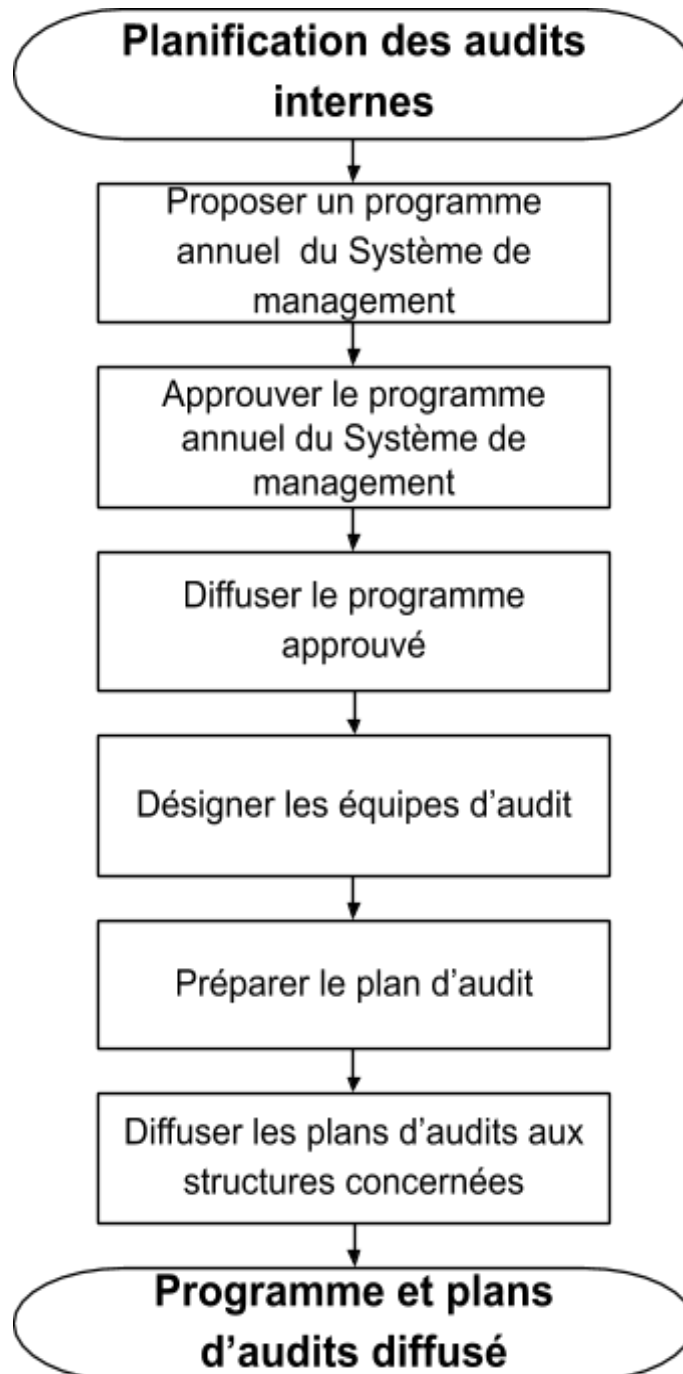 Planification des audits
internes
Proposer un programme
annuel  du Système de
management
Approuver le programme
annuel du Système de
management
Diffuser le programme
approuvé
Désigner les équipes d’audit
Préparer le plan d’audit
Diffuser les plans d’audits aux
structures concernées
Programme et plans
d’audits diffusé